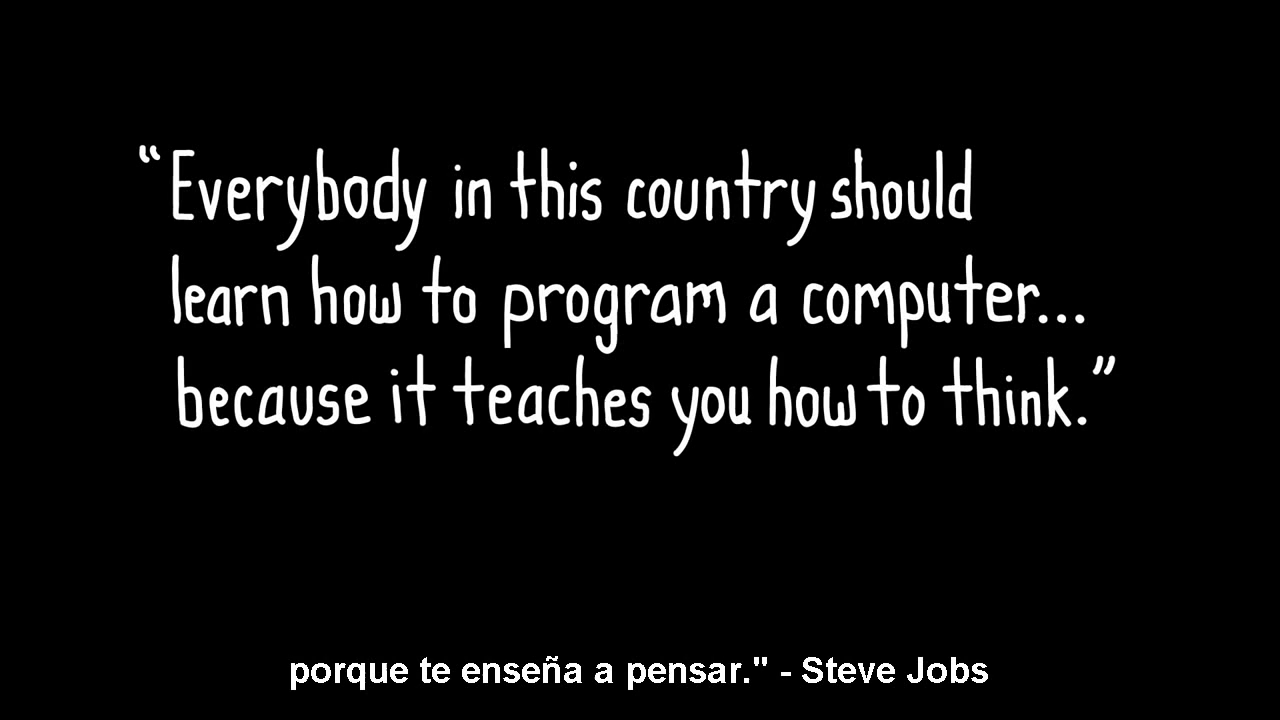 “Everybody in this country should
learn how to program a computer...
because it teaches you how to think.”
porque te enseña a pensar." - Steve Jobs